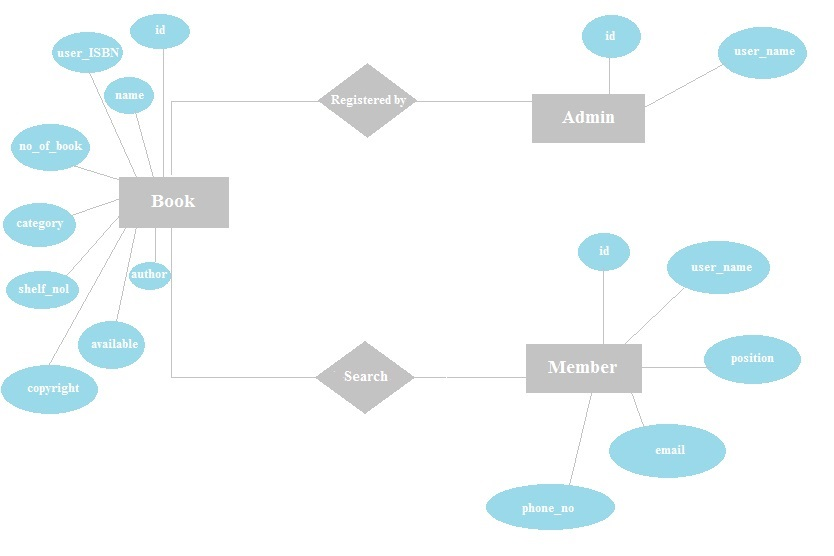 id
user_ISBN
name
no_of_book
category
shelf_nol
copyright
available
author
Book
Registered by
Search
id
user_name
Admin
id
user_name
position
email
phone_no
Member